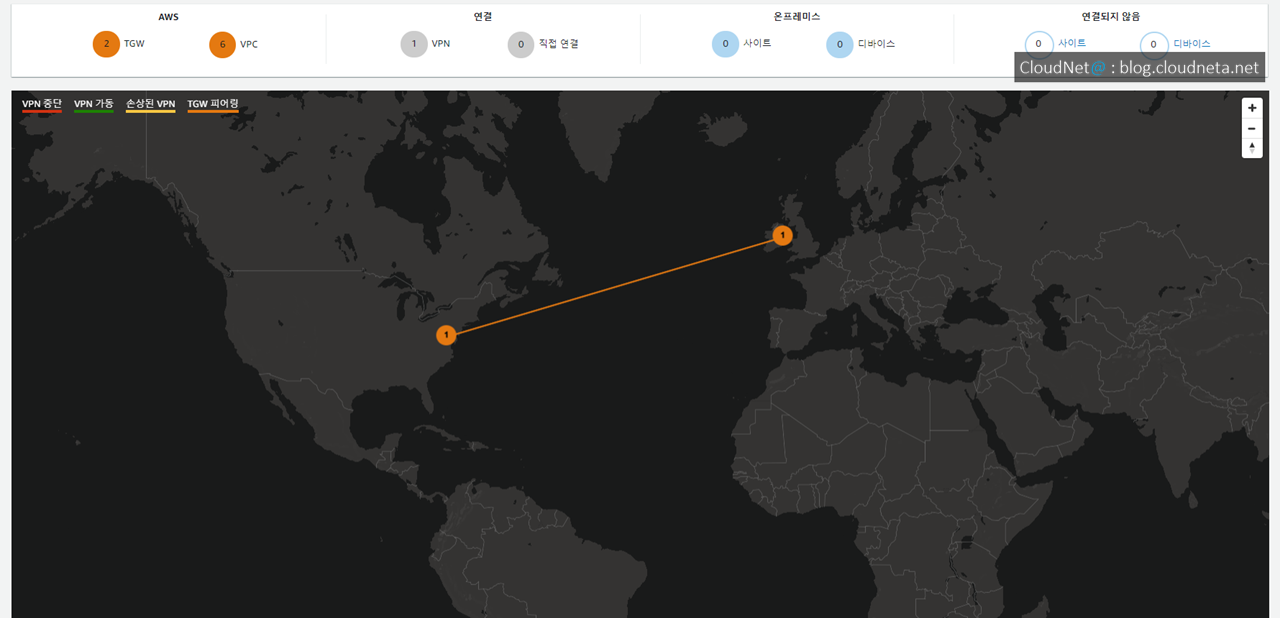 AWS
2 TGW 6 VPC
연결
1 VPN 0 직접 연결
온프레미스
0 사이트 0 디바이스
연결되지 않음
0 사이트 0 디바이스
CloudNet@ : blog.cloudneta.net
VPN 중단 VPN 가동 손상된 VPN TGW 피어링
1
1